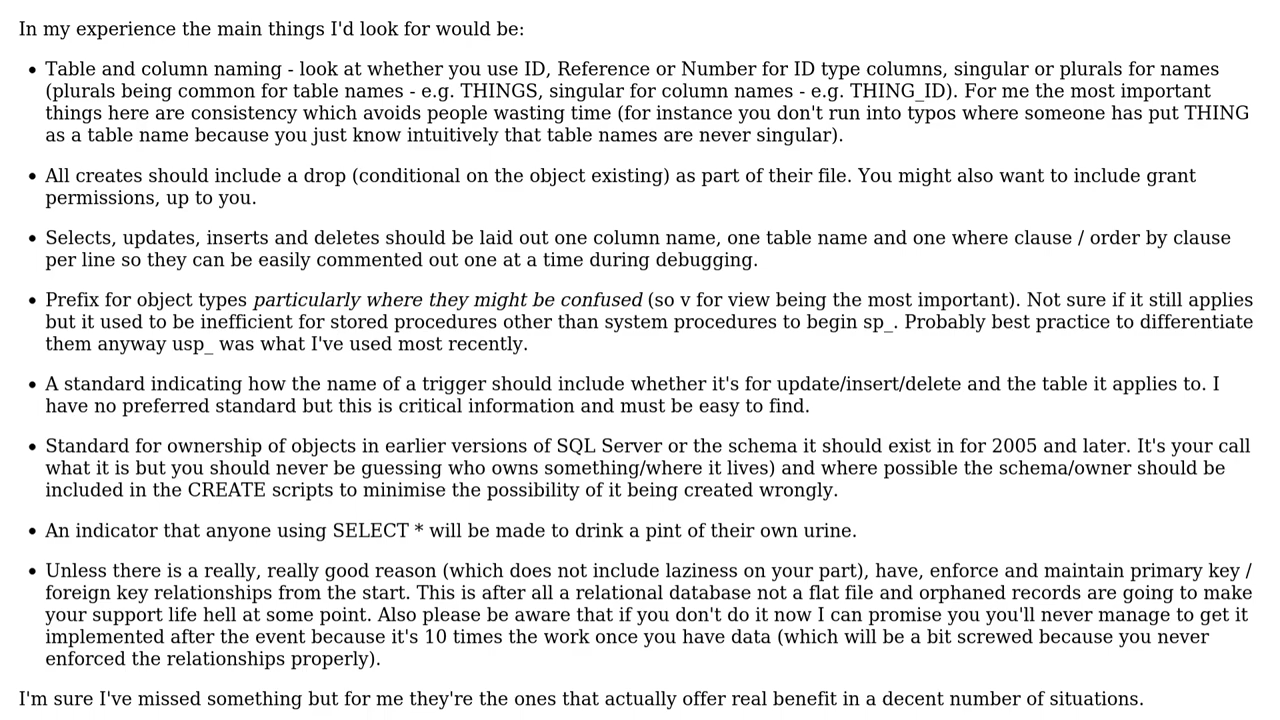 In my experience the main things I'd look for would be:
• Table and column naming - look at whether you use ID, Reference or Number for ID type columns, singular or plurals for names
(plurals being common for table names - e.g. THINGS, singular for column names - e.g. THING_ID). For me the most important
things here are consistency which avoids people wasting time (for instance you don't run into typos where someone has put THING
as a table name because you just know intuitively that table names are never singular).
• All creates should include a drop (conditional on the object existing) as part of their file. You might also want to include grant
permissions, up to you.
• Selects, updates, inserts and deletes should be laid out one column name, one table name and one where clause / order by clause
per line so they can be easily commented out one at a time during debugging.
• Prefix for object types particularly where they might be confused (so v for view being the most important). Not sure if it still applies
but it used to be inefficient for stored procedures other than system procedures to begin sp_. Probably best practice to differentiate
them anyway usp_ was what I've used most recently.
• A standard indicating how the name of a trigger should include whether it's for update/insert/delete and the table it applies to. I
have no preferred standard but this is critical information and must be easy to find.
• Standard for ownership of objects in earlier versions of SQL Server or the schema it should exist in for 2005 and later. It's your call
what it is but you should never be guessing who owns something/where it lives) and where possible the schema/owner should be
included in the CREATE scripts to minimise the possibility of it being created wrongly.
• An indicator that anyone using SELECT * will be made to drink a pint of their own urine.
• Unless there is a really, really good reason (which does not include laziness on your part), have, enforce and maintain primary key /
foreign key relationships from the start. This is after all a relational database not a flat file and orphaned records are going to make
your support life hell at some point. Also please be aware that if you don't do it now I can promise you you'll never manage to get it
implemented after the event because it's 10 times the work once you have data (which will be a bit screwed because you never
enforced the relationships properly).
I'm sure I've missed something but for me they're the ones that actually offer real benefit in a decent number of situations.